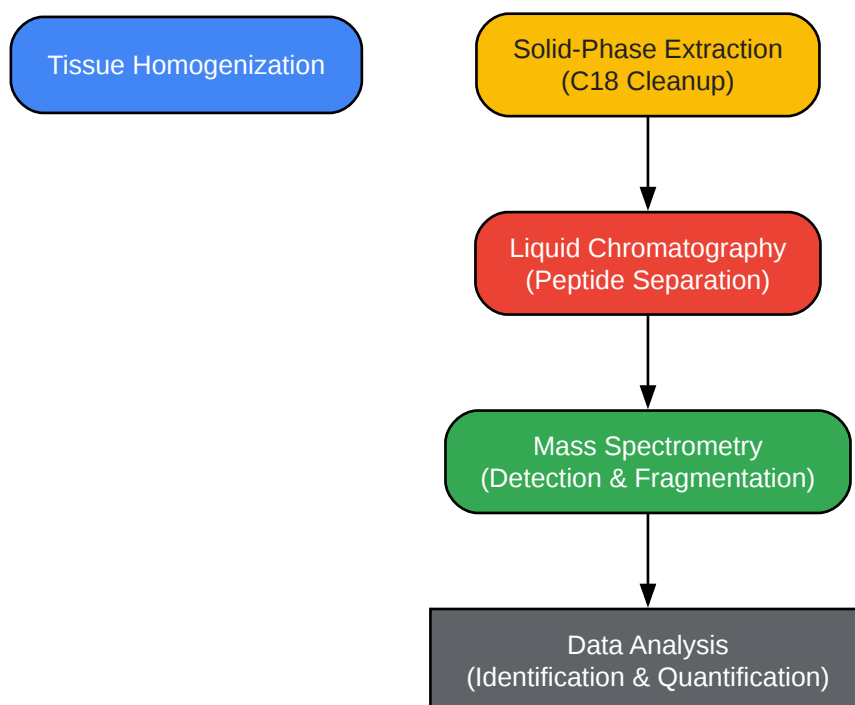 Tissue Homogenization
Solid-Phase Extraction
(C18 Cleanup)
Liquid Chromatography
(Peptide Separation)
Mass Spectrometry
(Detection & Fragmentation)
Data Analysis
(Identification & Quantification)